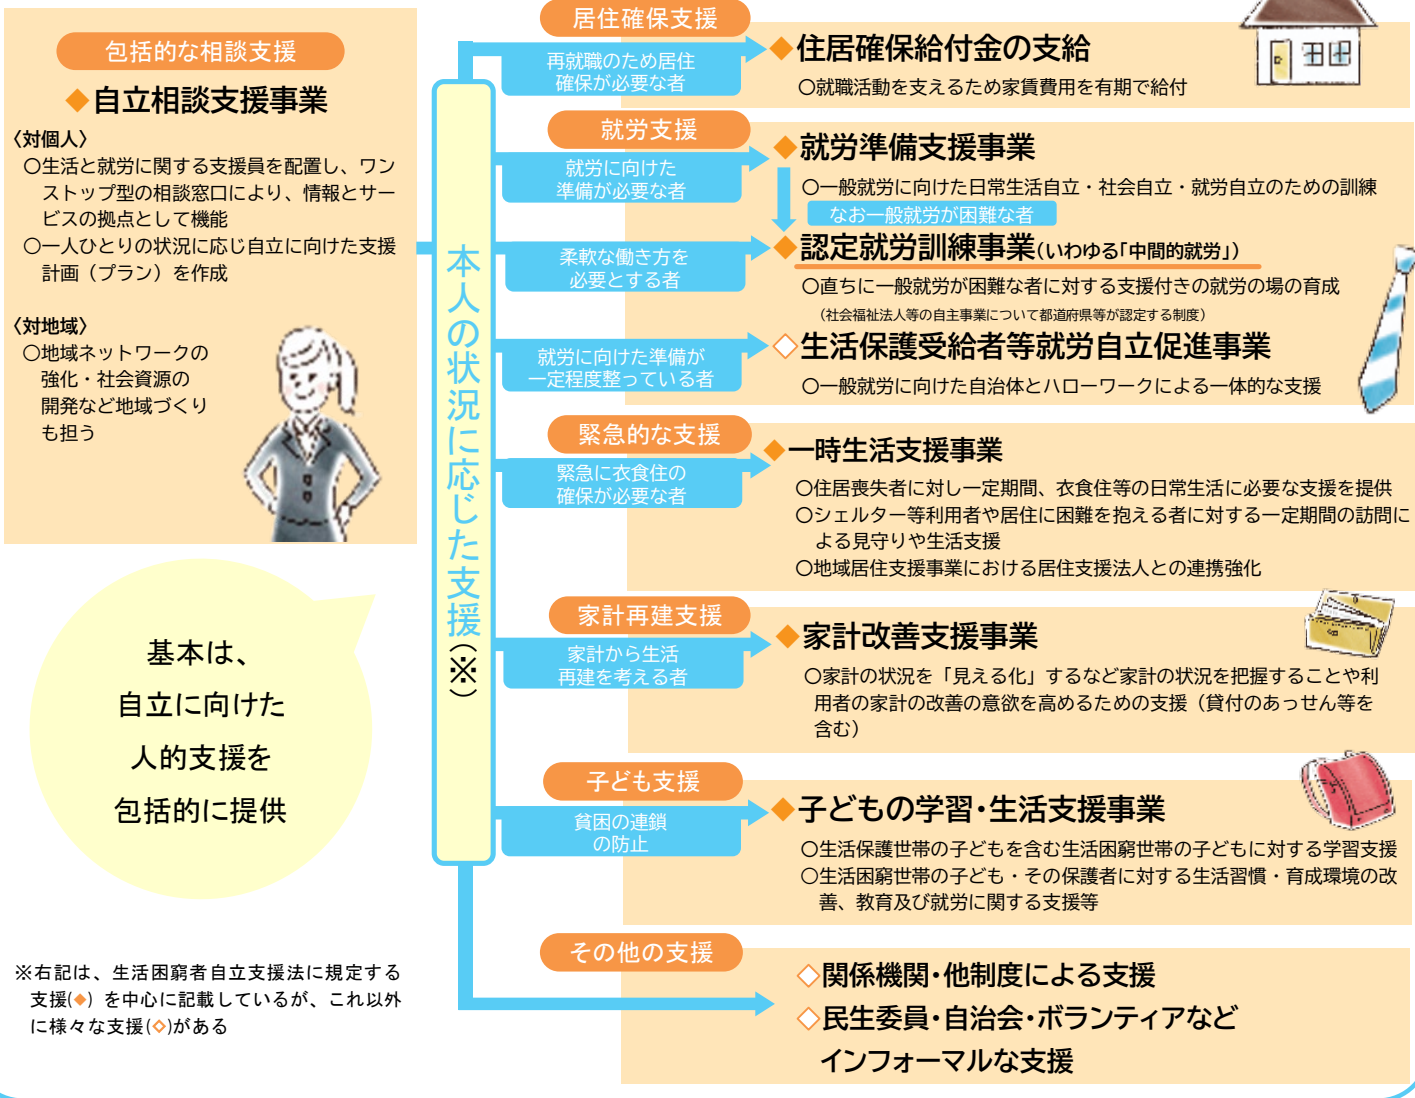 包括的な相談支援
◆自立相談支援事業
〈対個人〉
○生活と就労に関する支援員を配置し、ワン
ストップ型の相談窓口により、情報とサー
ビスの拠点として機能
○一人ひとりの状況に応じ自立に向けた支援
計画（プラン）を作成
〈対地域〉
○地域ネットワークの
強化・社会資源の
開発など地域づくり
も担う
基本は、
自立に向けた
人的支援を
包括的に提供
※右記は、生活困窮者自立支援法に規定する
支援(◆) を中心に記載しているが、これ以外
に様々な支援(◇)がある
本人の状況に応じた支援（※）
居住確保支援
再就職のため居住
確保が必要な者
◆住居確保給付金の支給
○就職活動を支えるため家賃費用を有期で給付
就労支援
就労に向けた
準備が必要な者
◆就労準備支援事業
○一般就労に向けた日常生活自立・社会自立・就労自立のための訓練
なお一般就労が困難な者
柔軟な働き方を
必要とする者
◆認定就労訓練事業(いわゆる「中間的就労」)
○直ちに一般就労が困難な者に対する支援付きの就労の場の育成
（社会福祉法人等の自主事業について都道府県等が認定する制度）
就労に向けた準備が
一定程度整っている者
◇生活保護受給者等就労自立促進事業
○一般就労に向けた自治体とハローワークによる一体的な支援
緊急的な支援
緊急に衣食住の
確保が必要な者
◆一時生活支援事業
○住居喪失者に対し一定期間、衣食住等の日常生活に必要な支援を提供
○シェルター等利用者や居住に困難を抱える者に対する一定期間の訪問に
よる見守りや生活支援
○地域居住支援事業における居住支援法人との連携強化
家計再建支援
家計から生活
再建を考える者
◆家計改善支援事業
○家計の状況を「見える化」するなど家計の状況を把握することや利
用者の家計の改善の意欲を高めるための支援（貸付のあっせん等を
含む）
子ども支援
貧困の連鎖
の防止
◆子どもの学習・生活支援事業
○生活保護世帯の子どもを含む生活困窮世帯の子どもに対する学習支援
○生活困窮世帯の子ども・その保護者に対する生活習慣・育成環境の改
善、教育及び就労に関する支援等
その他の支援
◇関係機関・他制度による支援
◇民生委員・自治会・ボランティアなど
インフォーマルな支援